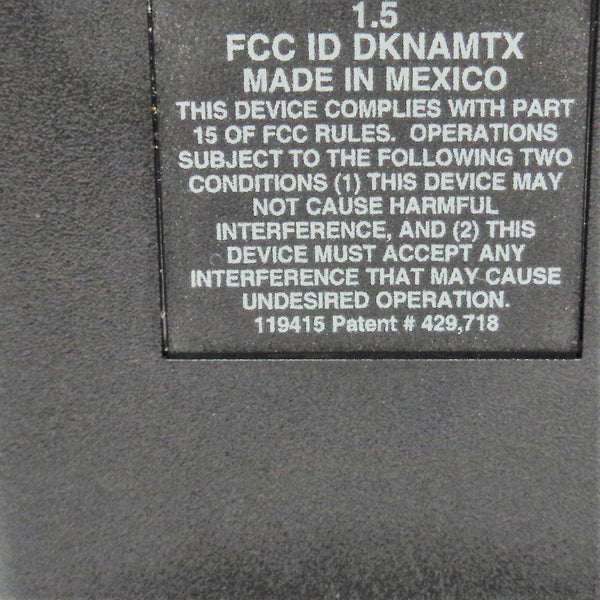 1.5
FCC ID DKNAMTX
MADE IN MEXICO
THIS DEVICE COMPLIES WITH PART
15 OF FCC RULES. OPERATIONS
SUBJECT TO THE FOLLOWING TWO
CONDITIONS (1) THIS DEVICE MAY
NOT CAUSE HARMFUL
INTERFERENCE, AND (2) THIS
DEVICE MUST ACCEPT ANY
INTERFERENCE THAT MAY CAUSE
UNDESIRED OPERATION.
119415 Patent # 429,718